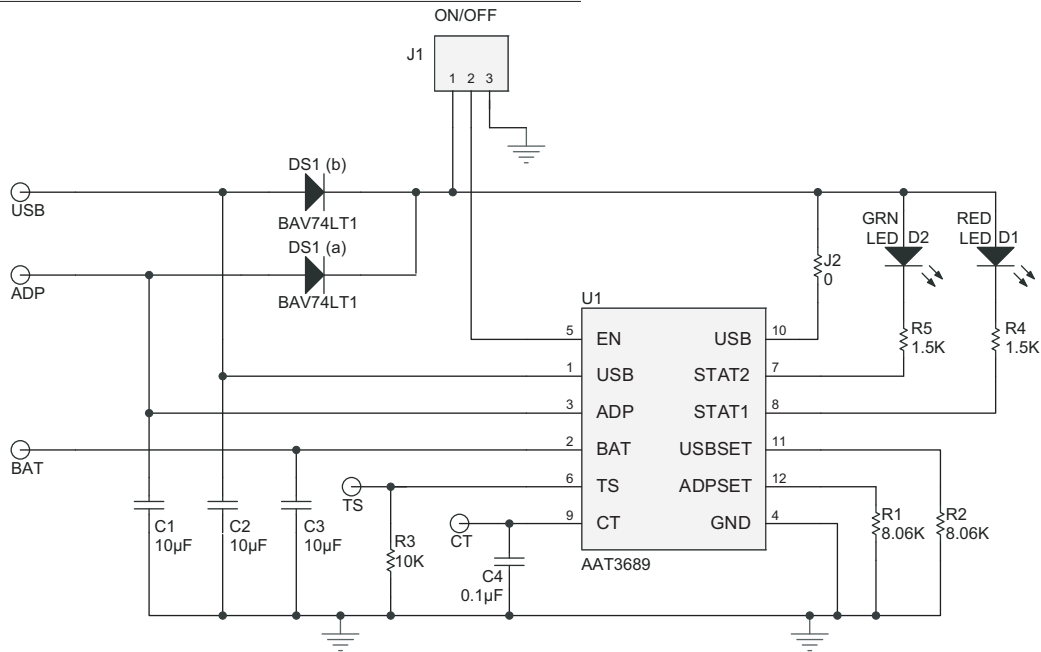 ON/OFF
J1
1 2 3
DS1 (b)
USB
BAV74LT1
DS1 (a)
ADP
BAV74LT1
GRN
LED D2
RED
LED D1
J2
0
U1
5 EN USB 10
R5
1.5K
R4
1.5K
1 USB STAT2 7
3 ADP STAT1 8
2 BAT USBSET 11
BAT
6 TS ADPSET 12
TS
9 CT GND 4
CT
C1
10µF
C2
10µF
C3
10µF
R3
10K
C4
0.1µF
R1
8.06K
R2
8.06K
AAT3689